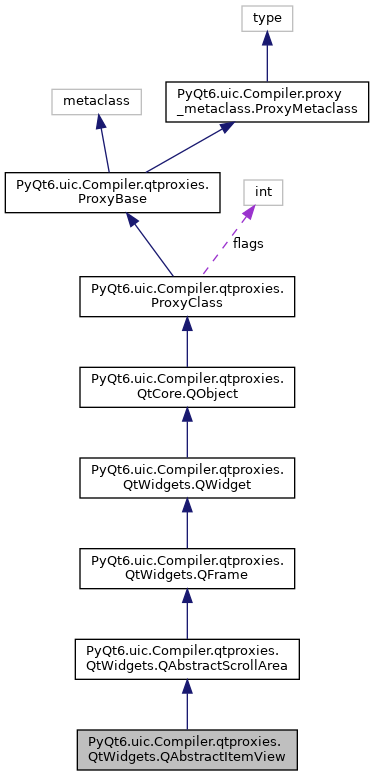 type
PyQt6.uic.Compiler.proxy
_metaclass.ProxyMetaclass
metaclass
PyQt6.uic.Compiler.qtproxies.
ProxyBase
int
flags
PyQt6.uic.Compiler.qtproxies.
ProxyClass
PyQt6.uic.Compiler.qtproxies.
QtCore.QObject
PyQt6.uic.Compiler.qtproxies.
QtWidgets.QWidget
PyQt6.uic.Compiler.qtproxies.
QtWidgets.QFrame
PyQt6.uic.Compiler.qtproxies.
QtWidgets.QAbstractScrollArea
PyQt6.uic.Compiler.qtproxies.
QtWidgets.QAbstractItemView